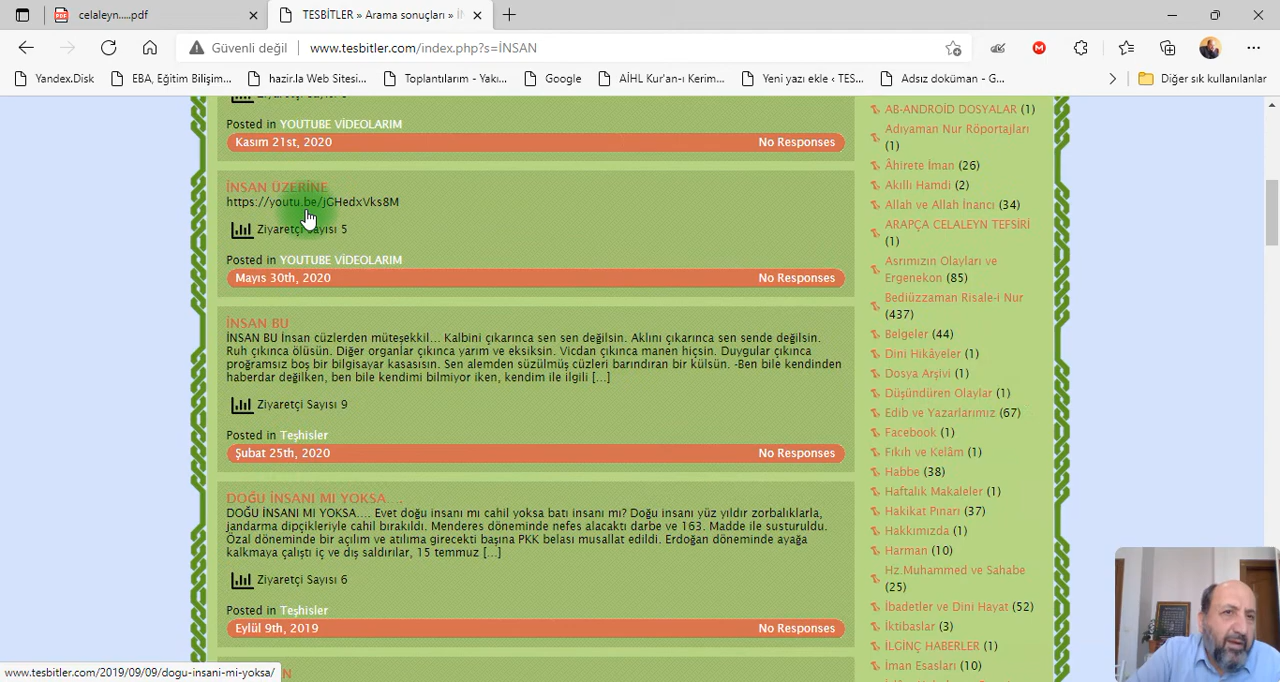 celaleyn.....pdf
TESBİTLER » Arama sonuçları » İN
Güvenli değil
www.tesbitler.com/index.php?s=İNSAN
Yandex.Disk
EBA, Eğitim Bilişim...
hazir.la Web Sitesi...
Toplantılarım - Yakı...
Google
AİHL Kur'an-ı Kerim...
Yeni yazı ekle ‹ TES...
Adsız doküman - G...
Diğer sık kullanılanlar
Posted in YOUTUBE VİDEOLARIM
Kasım 21st, 2020
No Responses
İNSAN ÜZERİNE
https://youtu.be/jGHedxVks8M
Ziyaretçi Sayısı 5
Posted in YOUTUBE VİDEOLARIM
Mayıs 30th, 2020
No Responses
İNSAN BU
İNSAN BU İnsan cüzlerden müteşekkil... Kalbini çıkarınca sen sen değilsin. Aklını çıkarınca sen sende değilsin.
Ruh çıkınca ölüsün. Diğer organlar çıkınca yarım ve eksiksin. Vicdan çıkınca manen hiçsin. Duygular çıkınca
proğramsız boş bir bilgisayar kasasısın. Sen alemden süzülmüş cüzleri barındıran bir külsün. -Ben bile kendinden
haberdar değilken, ben bile kendimi bilmiyor iken, kendim ile ilgili [...]
Ziyaretçi Sayısı 9
Posted in Teşhisler
Şubat 25th, 2020
No Responses
DOĞU İNSANI MI YOKSA....
DOĞU İNSANI MI YOKSA.... Evet doğu insanı mı cahil yoksa batı insanı mı? Doğu insanı yüz yıldır zorbalıklarla,
jandarma dipçikleriyle cahil bırakıldı. Menderes döneminde nefes alacaktı darbe ve 163. Madde ile susturuldu.
Özal döneminde bir açılım ve atılıma girecekti başına PKK belası musallat edildi. Erdoğan döneminde ayağa
kalkmaya çalıştı iç ve dış saldırılar, 15 temmuz [...]
Ziyaretçi Sayısı 6
Posted in Teşhisler
Eylül 9th, 2019
No Responses
www.tesbitler.com/2019/09/09/dogu-insani-mi-yoksa/
AB-ANDROİD DOSYALAR (1)
Adıyaman Nur Röportajları
(1)
Âhirete İman (26)
Akıllı Hamdi (2)
Allah ve Allah İnancı (34)
ARAPÇA CELALEYN TEFSİRİ
(1)
Asrımızın Olayları ve
Ergenekon (85)
Bediüzzaman Risale-i Nur
(437)
Belgeler (44)
Dini Hikâyeler (1)
Dosya Arşivi (1)
Düşündüren Olaylar (1)
Edib ve Yazarlarımız (67)
Facebook (1)
Fıkıh ve Kelâm (1)
Habbe (38)
Haftalık Makaleler (1)
Hakikat Pınarı (37)
Hakkımızda (1)
Harman (10)
Hz.Muhammed ve Sahabe
(25)
İbadetler ve Dini Hayat (52)
İktibaslar (3)
İLGİNÇ HABERLER (1)
İman Esasları (10)